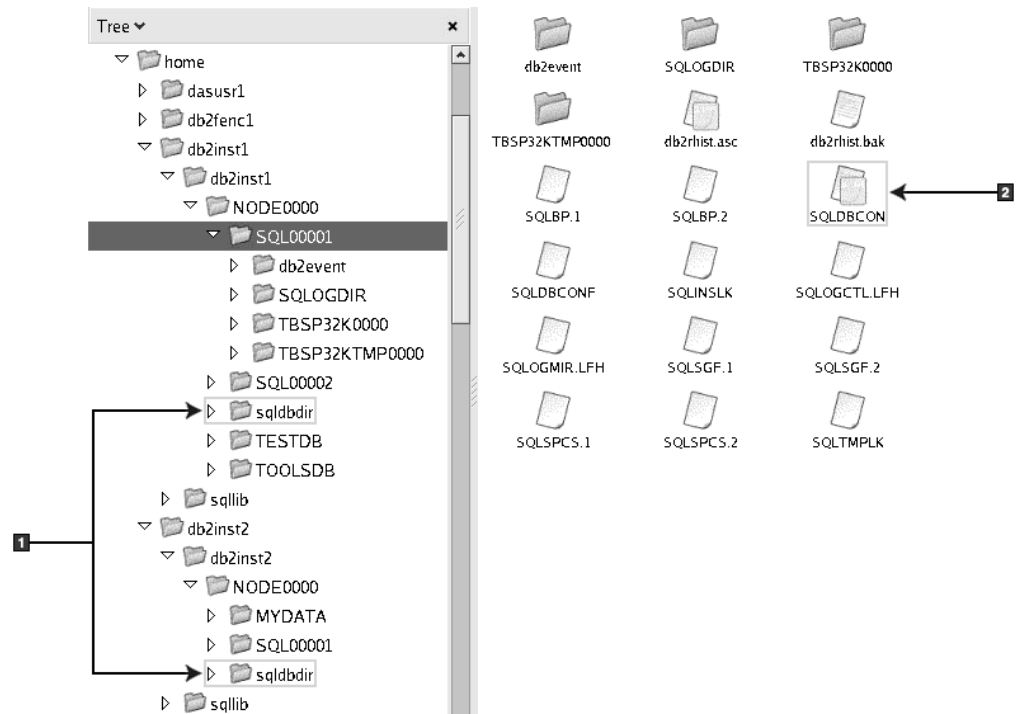 Tree
home
dasusr1
db2fenc1
db2inst1
db2inst1
NODE0000
SQL00001
db2event
SQLOGDIR
TBSP32K0000
TBSP32KTMP0000
SQL00002
sqldbdir
TESTDB
TOOLSDB
sqllib
db2inst2
db2inst2
NODE0000
MYDATA
SQL00001
sqldbdir
sqllib
1
db2event SQLOGDIR TBSP32K0000
TBSP32KTMP0000 db2rhist.asc db2rhist.bak
SQLBP.1 SQLBP.2 SQLDBCON
2
SQLDBCONF SQLINSLK SQLOGCTL.LFH
SQLOGMIR.LFH SQLSGF.1 SQLSGF.2
SQLSPCS.1 SQLSPCS.2 SQLTMPLK